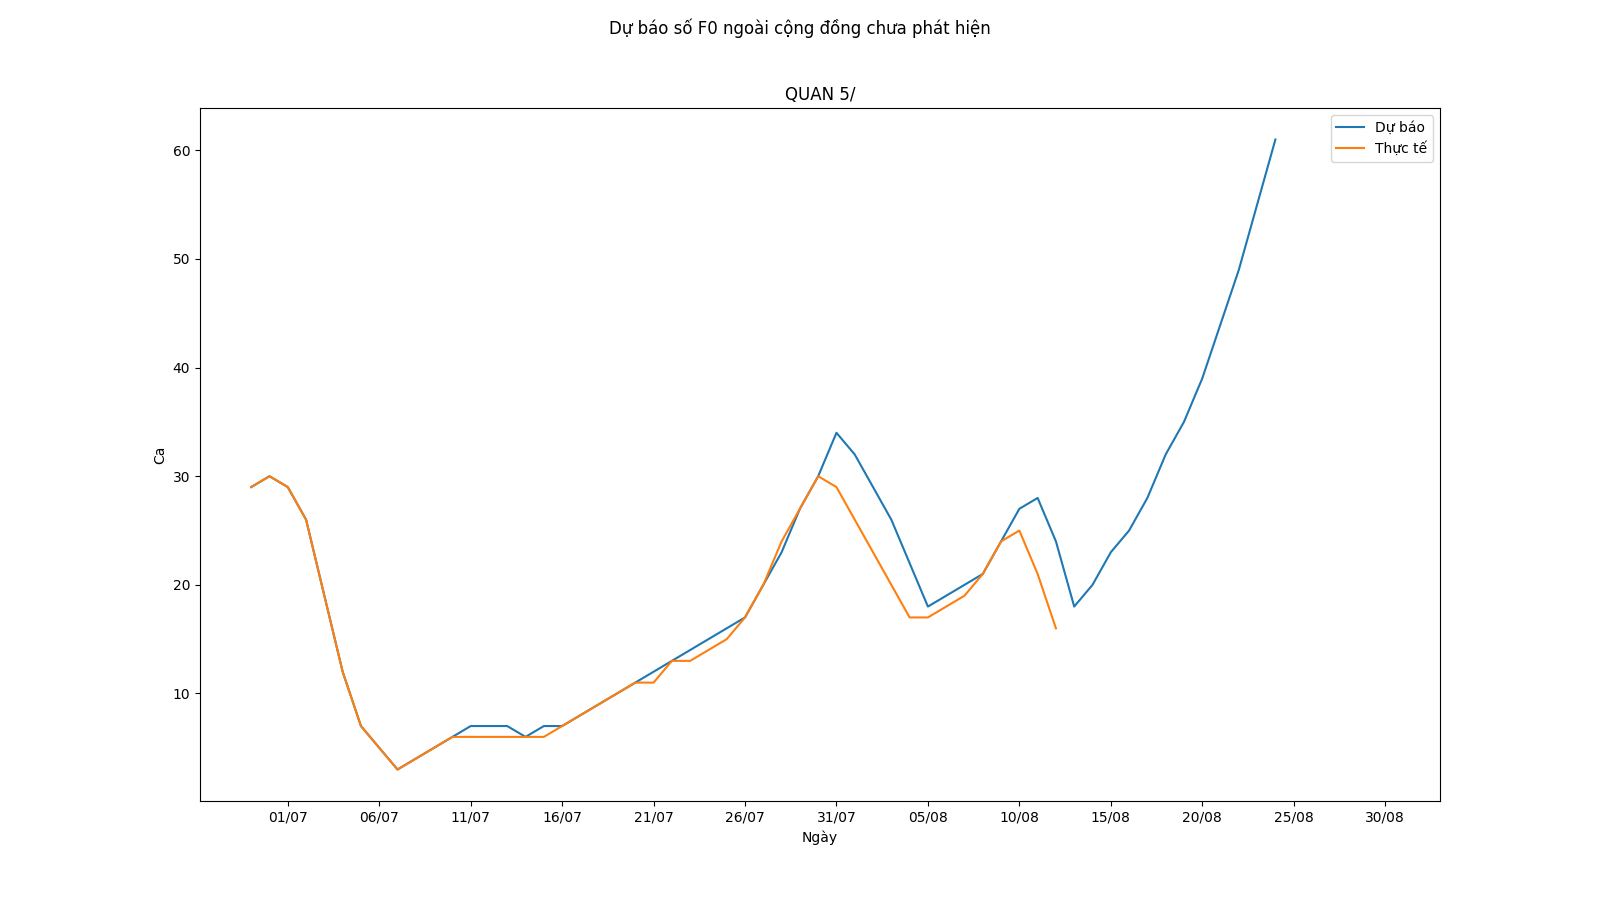 Dự báo số F0 ngoài cộng đồng chưa phát hiện
QUAN 5/
Dự báo
Thực tế
60
50
40
30
20
10
Ca
01/07 06/07 11/07 16/07 21/07 26/07 31/07 05/08 10/08 15/08 20/08 25/08 30/08
Ngày